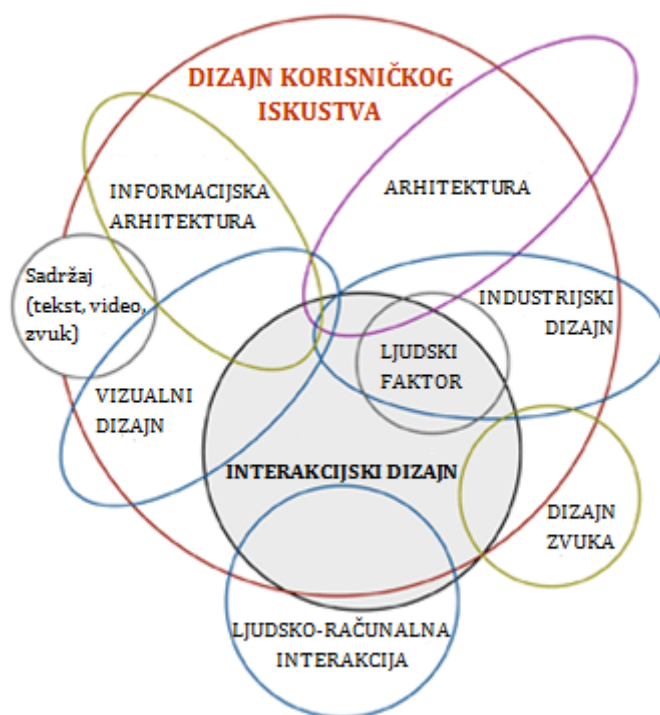 DIZAJN KORISNIČKOG
ISKUSTVA
ARHITEKTURA
INFORMACIJSKA
ARHITEKTURA
Sadržaj
(tekst, video,
zvuk)
INDUSTRIJSKI
DIZAJN
LJUDSKI
FAKTOR
VIZUALNI
DIZAJN
INTERAKCIJSKI DIZAJN
DIZAJN
ZVUKA
LJUDSKO-RAČUNALNA
INTERAKCIJA